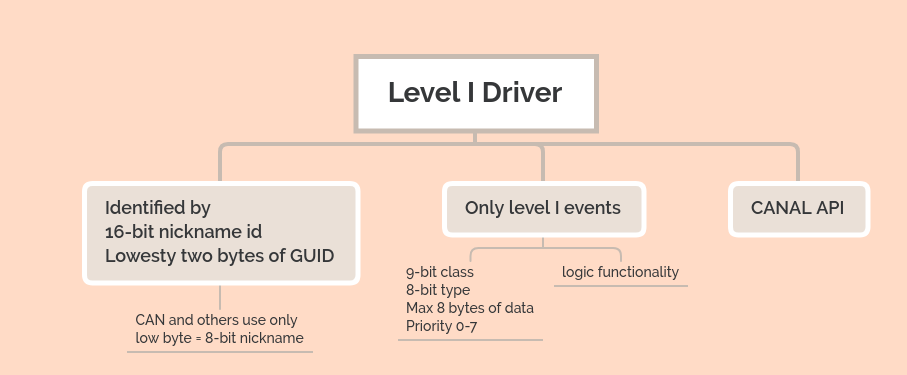 Level I Driver
Identified by
16-bit nickname id
Lowesty two bytes of GUID
CAN and others use only
low byte = 8-bit nickname
Only level I events
9-bit class
8-bit type
Max 8 bytes of data
Priority 0-7
logic functionality
CANAL API